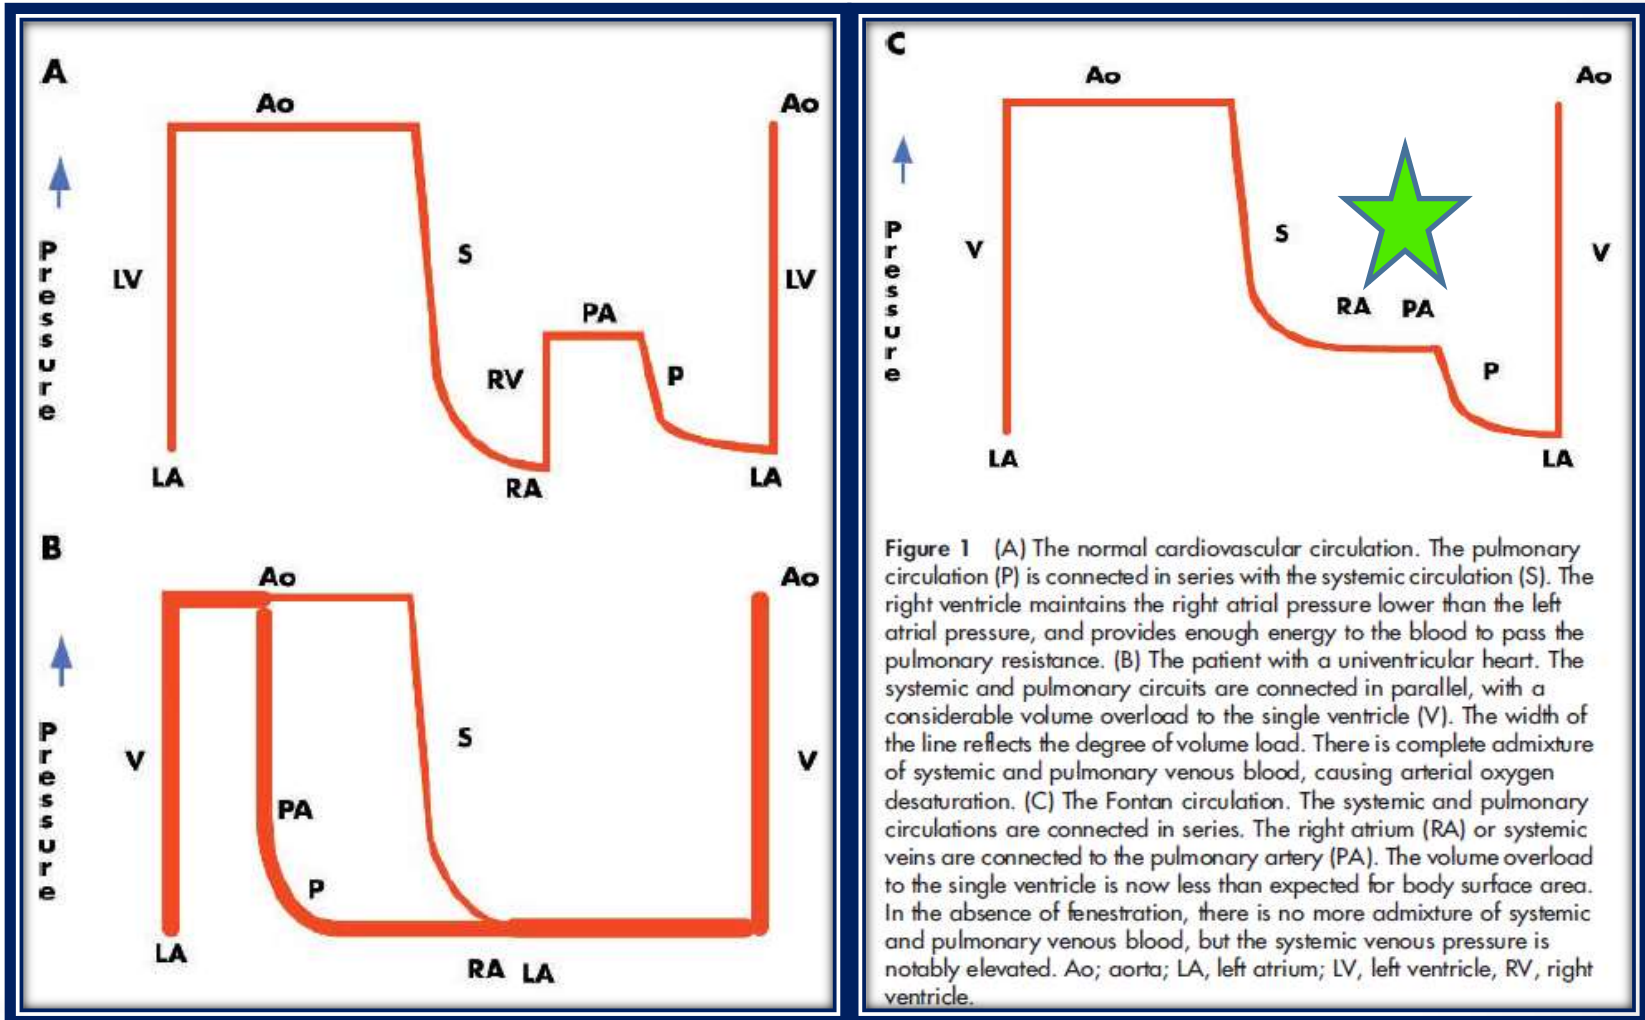 A
Ao
Ao
Pressure
LV
S
PA
LV
RV
P
LA
RA
LA
B
Ao
Ao
Pressure
V
S
V
PA
P
LA
RA LA
C
Ao
Ao
Pressure
V
S
V
RA PA
P
LA
LA
Figure 1 (A) The normal cardiovascular circulation. The pulmonary
circulation (P) is connected in series with the systemic circulation (S). The
right ventricle maintains the right atrial pressure lower than the left
atrial pressure, and provides enough energy to the blood to pass the
pulmonary resistance. (B) The patient with a univentricular heart. The
systemic and pulmonary circuits are connected in parallel, with a
considerable volume overload to the single ventricle (V). The width of
the line reflects the degree of volume load. There is complete admixture
of systemic and pulmonary venous blood, causing arterial oxygen
desaturation. (C) The Fontan circulation. The systemic and pulmonary
circulations are connected in series. The right atrium (RA) or systemic
veins are connected to the pulmonary artery (PA). The volume overload
to the single ventricle is now less than expected for body surface area.
In the absence of fenestration, there is no more admixture of systemic
and pulmonary venous blood, but the systemic venous pressure is
notably elevated. Ao; aorta; LA, left atrium; LV, left ventricle, RV, right
ventricle.